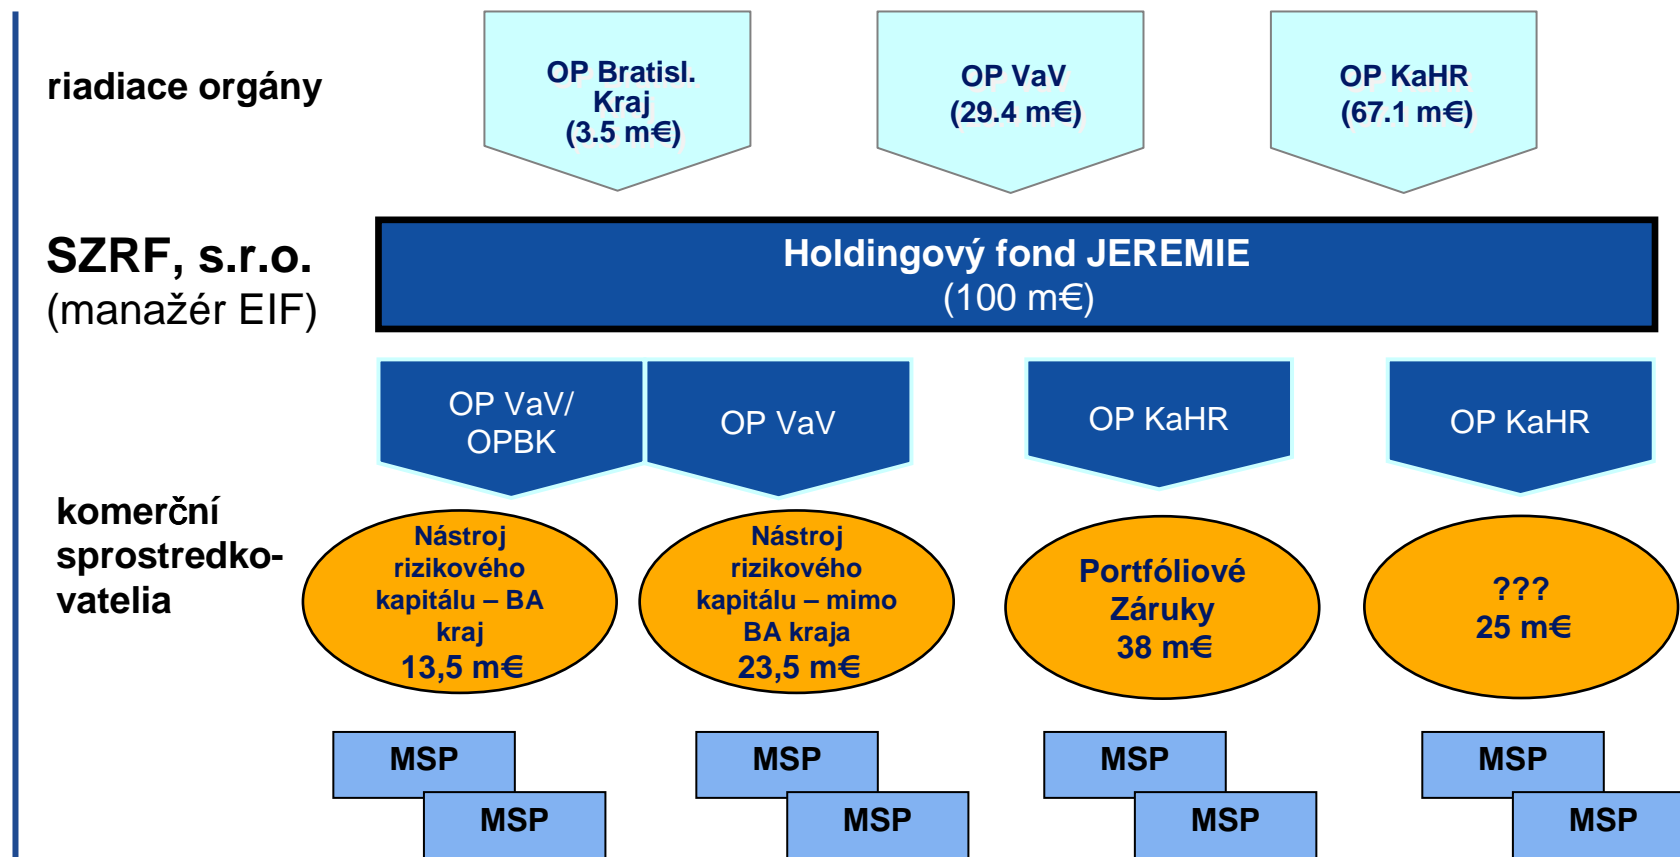 riadiace orgány
OP Bratisl.
Kraj
(3.5 m€)
OP VaV
(29.4 m€)
OP KaHR
(67.1 m€)
SZRF, s.r.o.
(manažér EIF)
Holdingový fond JEREMIE
(100 m€)
OP VaV/
OPBK
OP VaV
OP KaHR
OP KaHR
komerční
sprostredko-
vatelia
Nástroj
rizikového
kapitálu – BA
kraj
13,5 m€
Nástroj
rizikového
kapitálu – mimo
BA kraja
23,5 m€
Portfóliové
Záruky
38 m€
???
25 m€
MSP
MSP
MSP
MSP
MSP
MSP
MSP
MSP